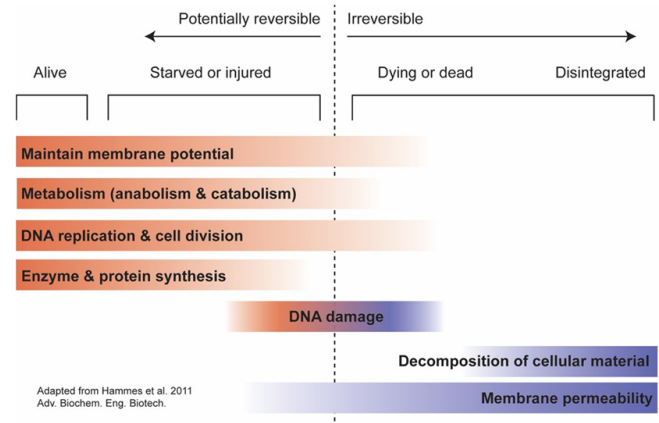 Potentially reversible Irreversible
Alive Starved or injured Dying or dead Disintegrated
Maintain membrane potential
Metabolism (anabolism & catabolism)
DNA replication & cell division
Enzyme & protein synthesis
DNA damage
Decomposition of cellular material
Membrane permeability
Adapted from Hammes et al. 2011
Adv. Biochem. Eng. Biotech.